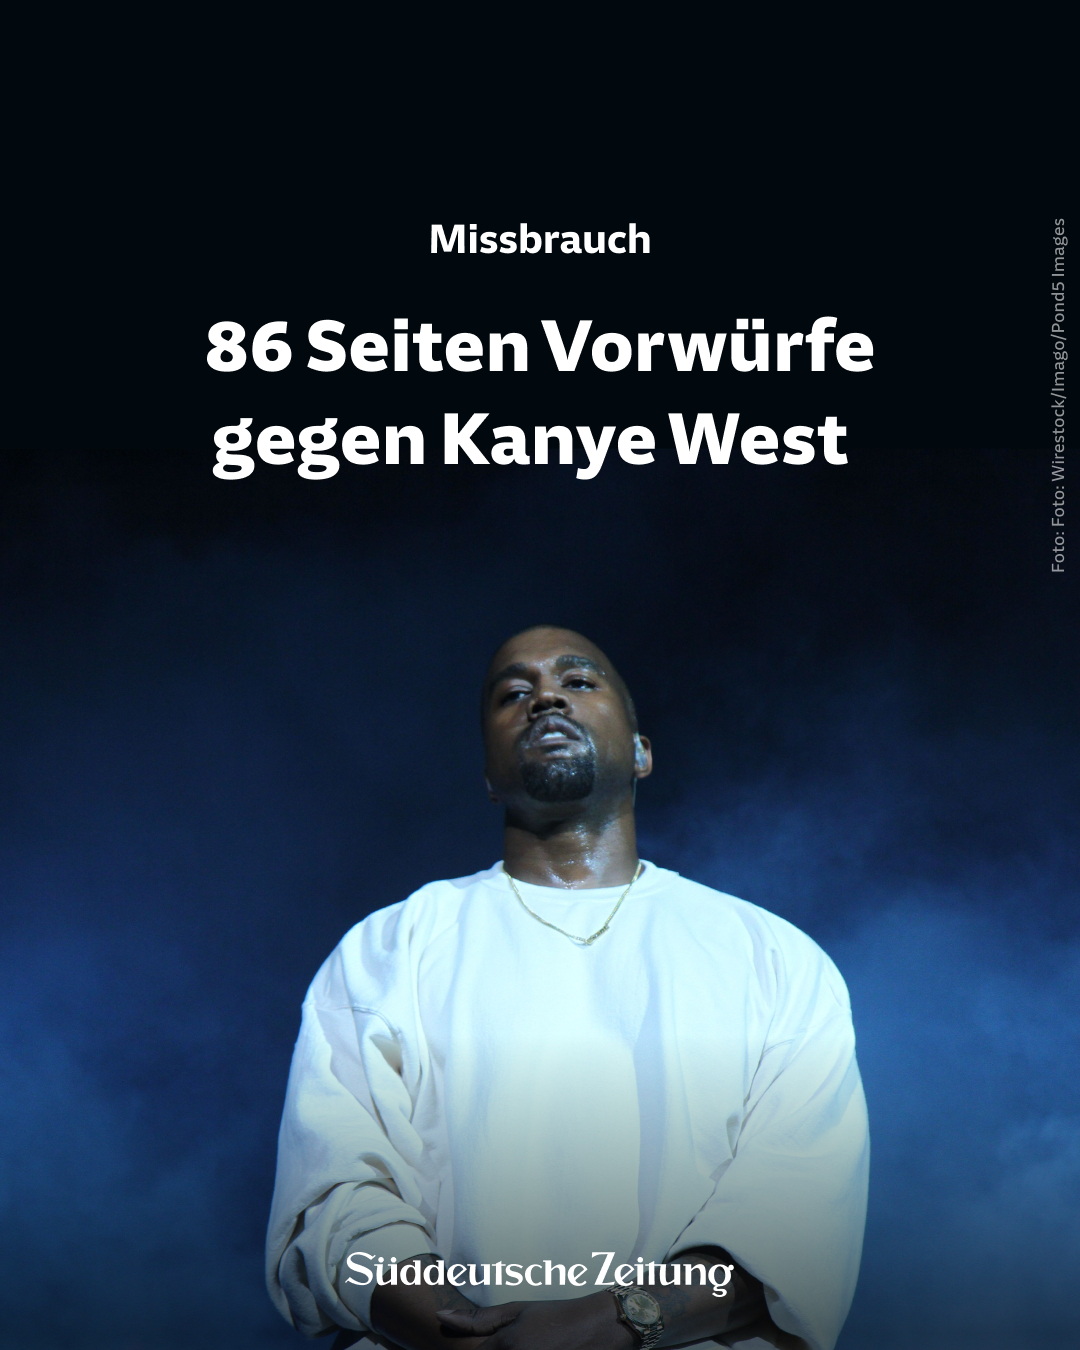 Missbrauch
86 Seiten Vorwürfe
gegen Kanye West
Foto: Foto: Wirestock/Imago/Pond5 Images
Süddeutsche Zeitung